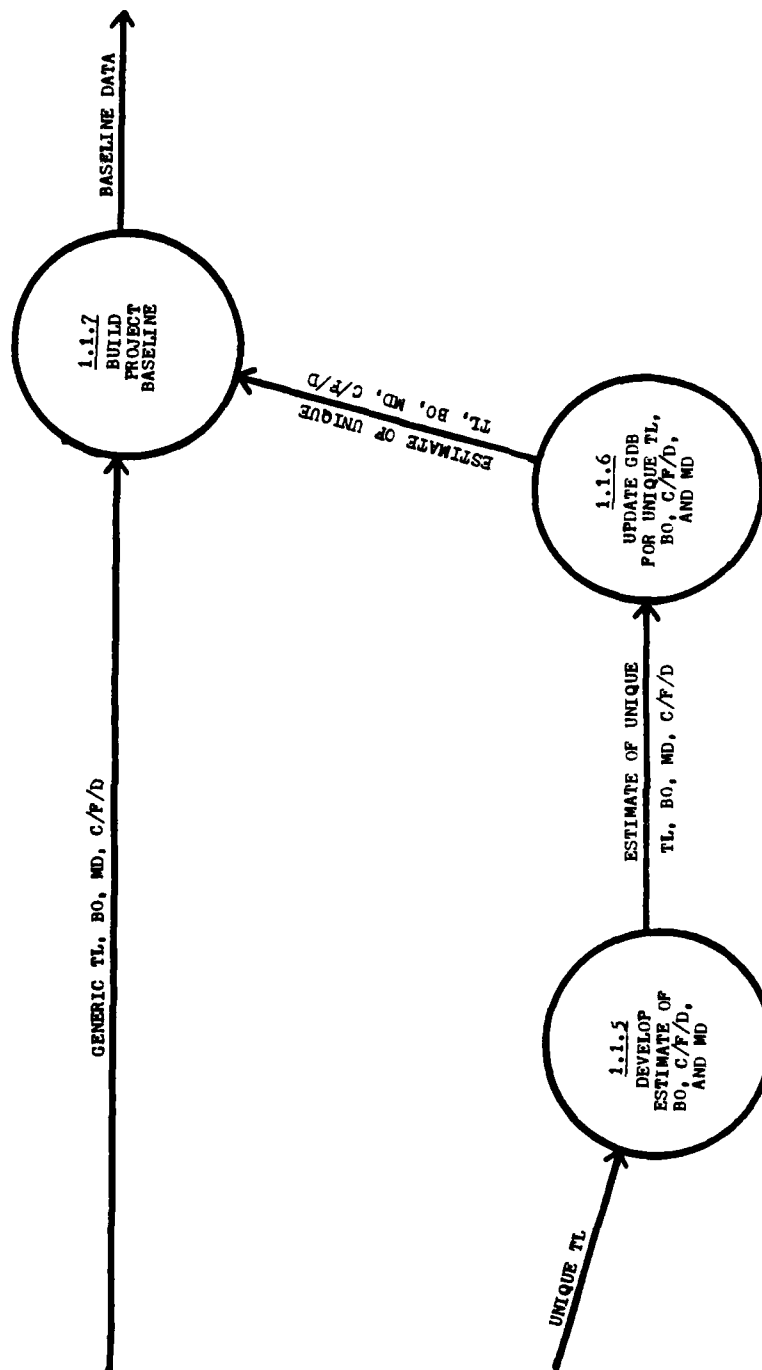 GENERIC TL, BO, MD, C/F/D
1.1.7
BUILD
PROJECT
BASELINE
BASELINE DATA
UNIQUE TL
1.1.5
DEVELOP
ESTIMATE OF
BO, C/F/D,
AND MD
ESTIMATE OF UNIQUE
TL, BO, MD, C/F/D
1.1.6
UPDATE GDB
FOR UNIQUE TL,
BO, C/F/D,
AND MD
ESTIMATE OF UNIQUE
TL, BO, MD, C/F/D